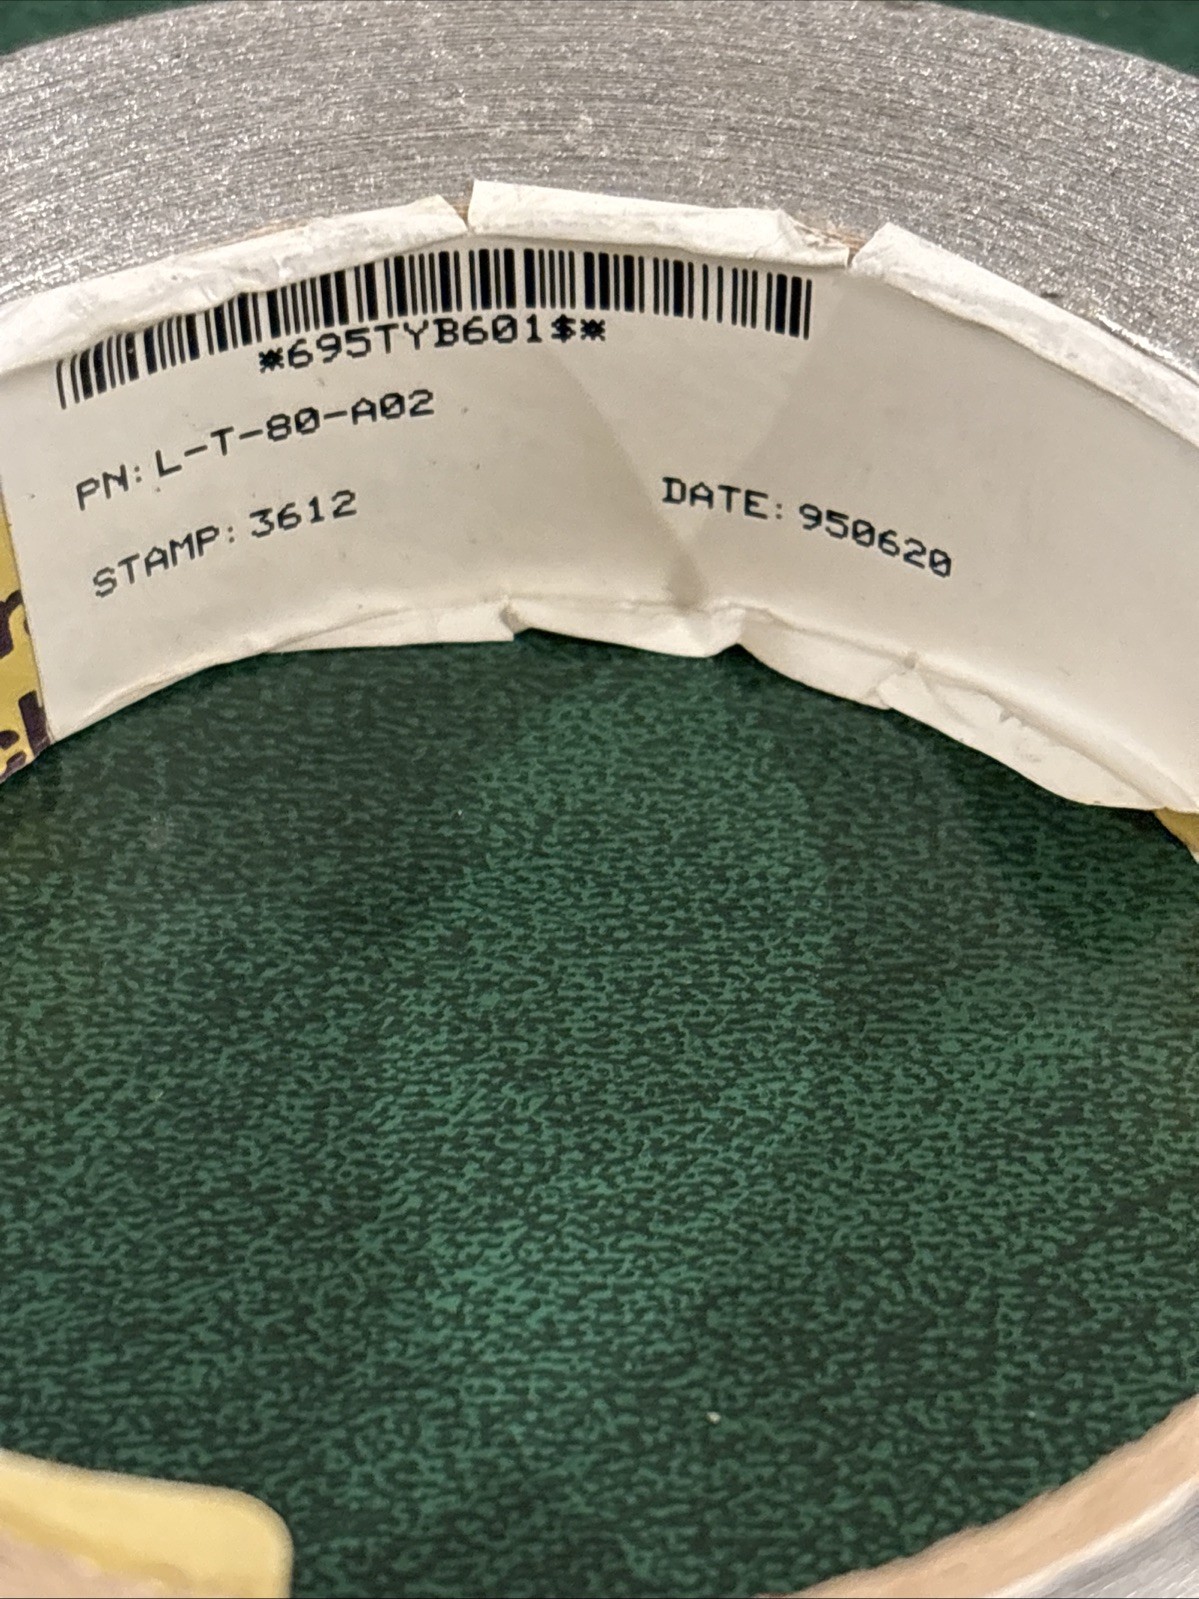 *695TYB601$*
PN: L-T-80-A02
STAMP: 3612
DATE: 950620